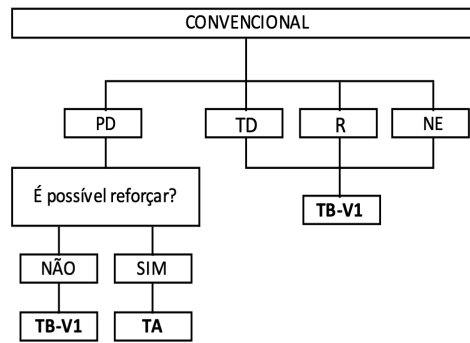 CONVENCIONAL
PD
TD
R
NE
É possível reforçar?
TB-V1
NÃO
SIM
TB-V1
TA